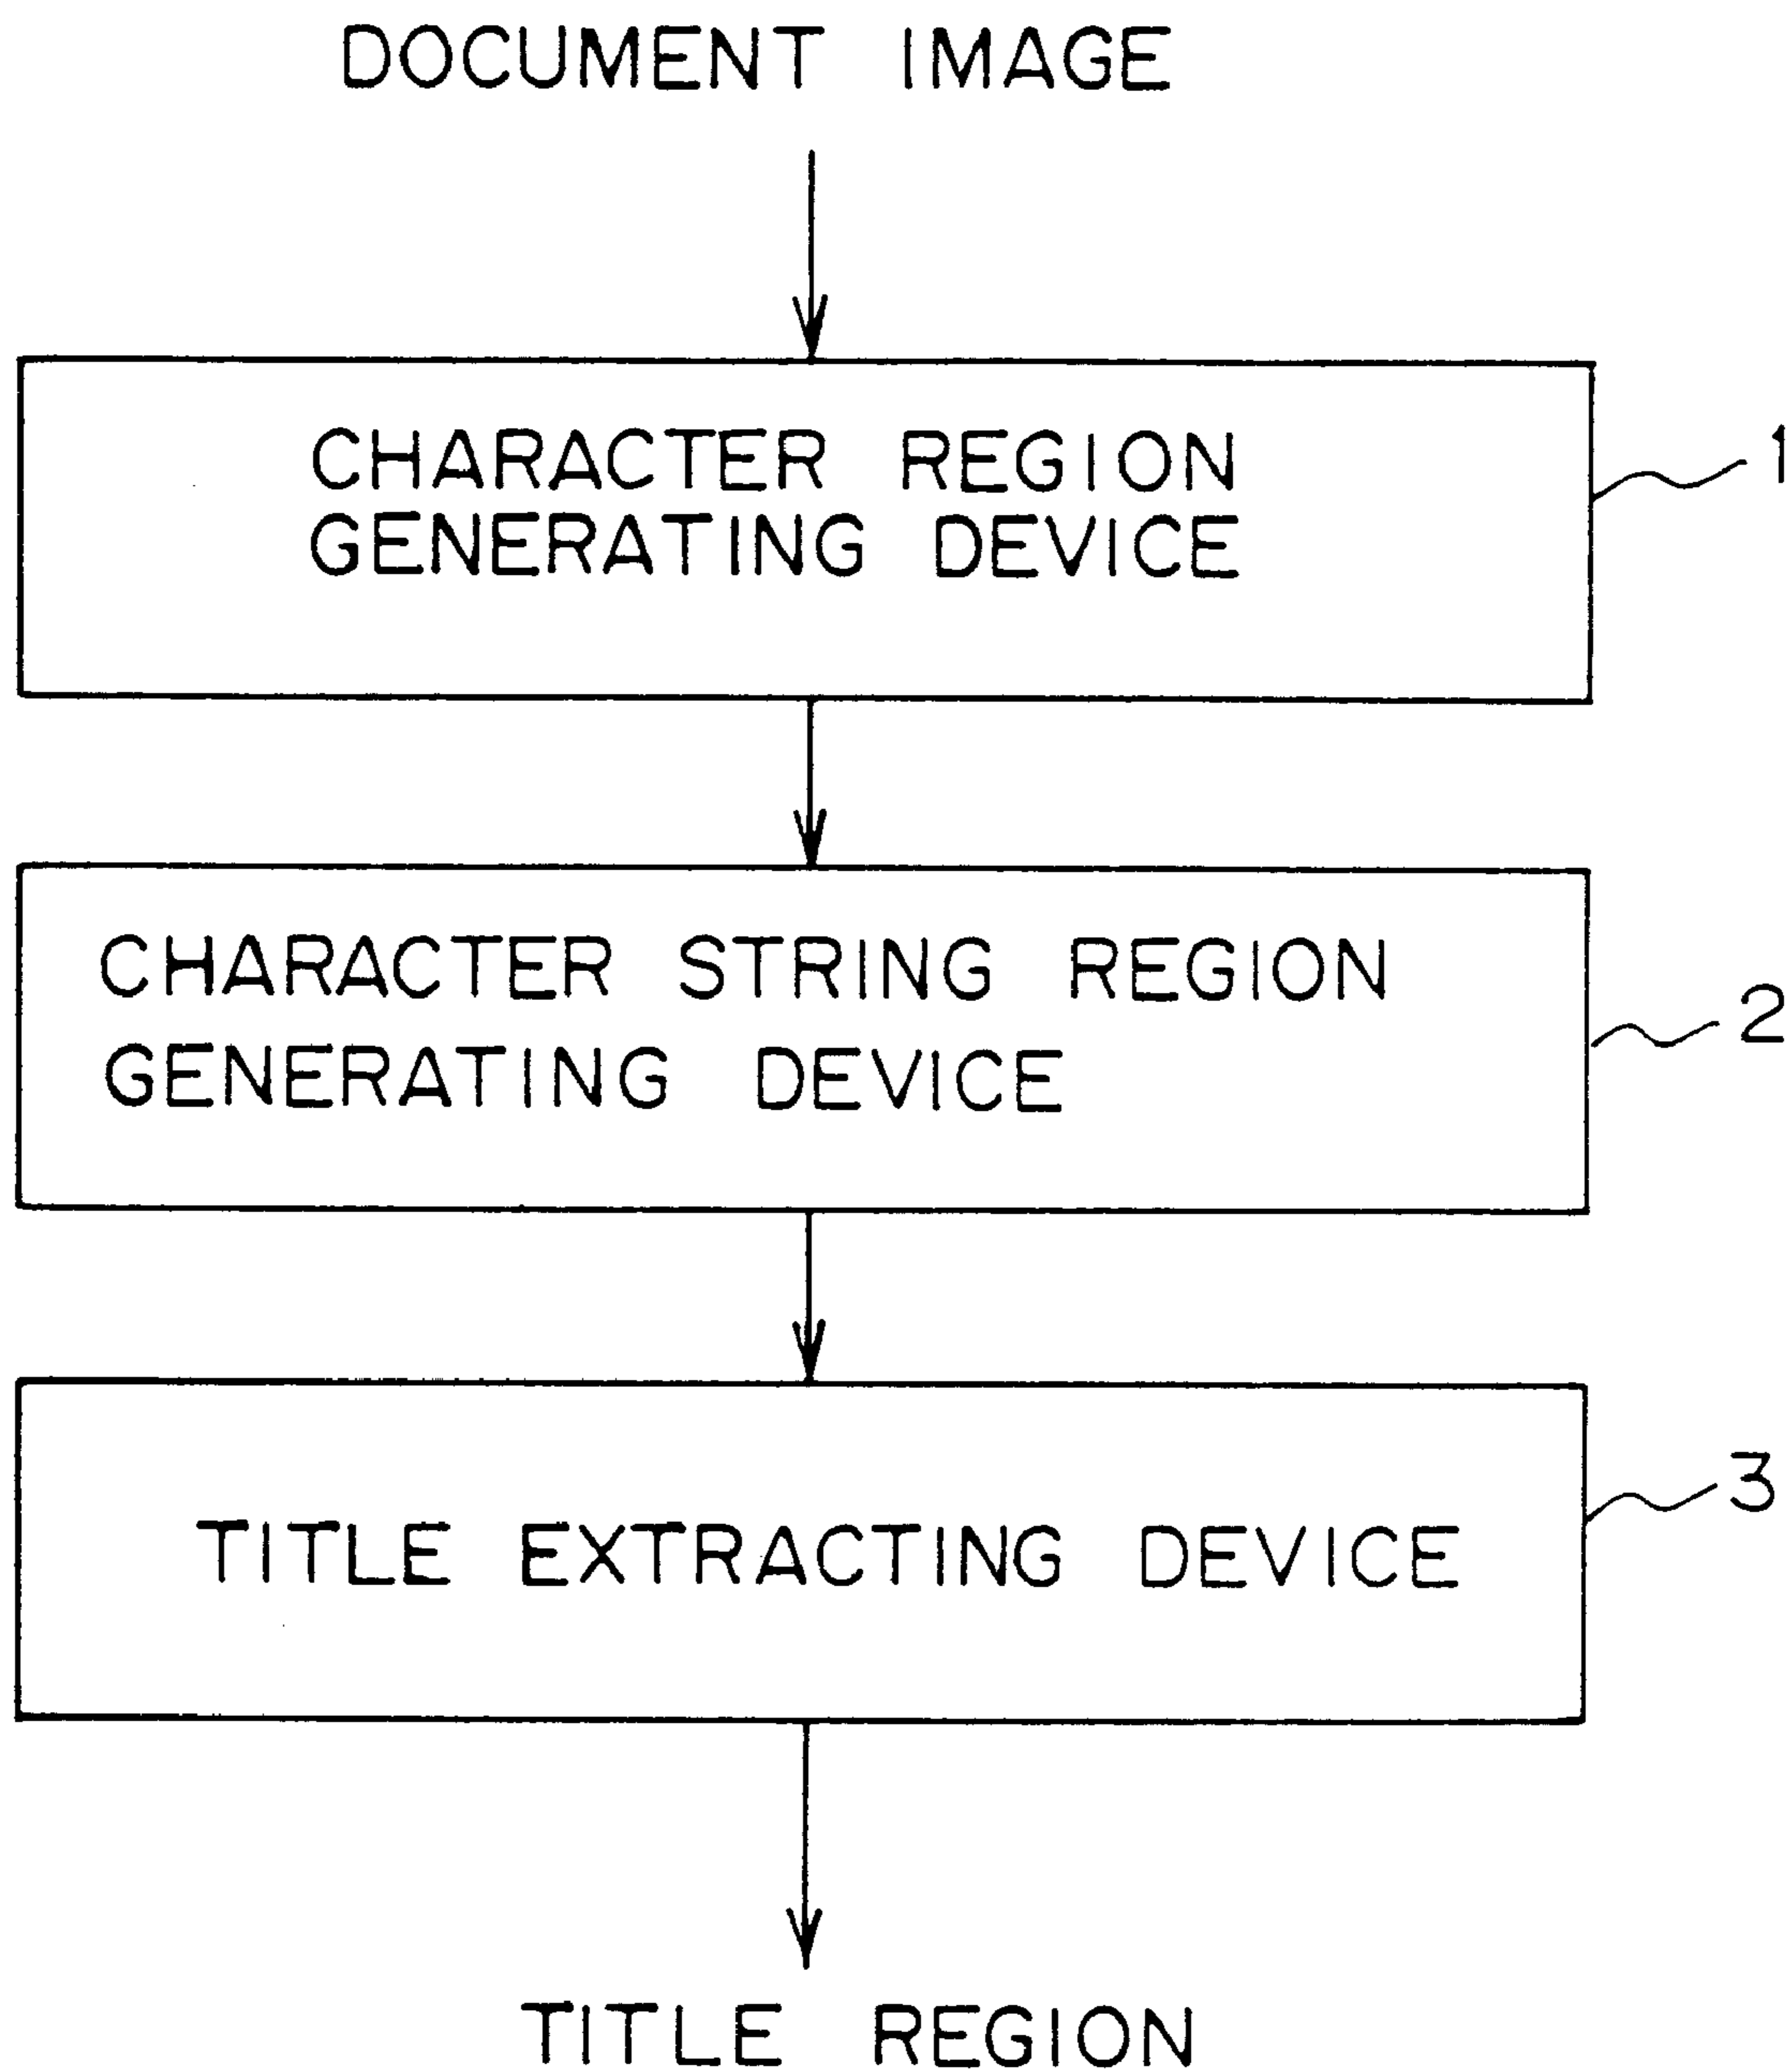 DOCUMENT IMAGE
CHARACTER REGION
GENERATING DEVICE
1
CHARACTER STRING REGION
GENERATING DEVICE
2
TITLE EXTRACTING DEVICE
3
TITLE REGION